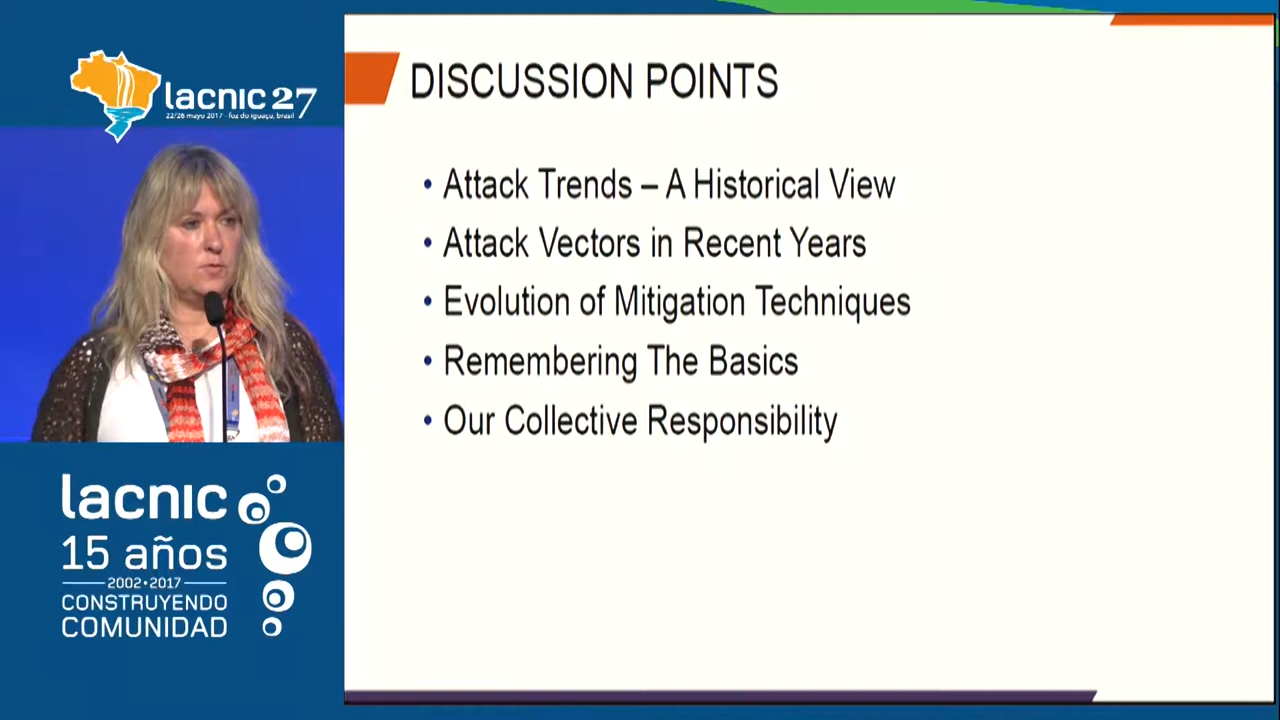 lacnic 27
22/26 mayo 2017 - foz do iguaçu, brasil
DISCUSSION POINTS
• Attack Trends – A Historical View
• Attack Vectors in Recent Years
• Evolution of Mitigation Techniques
• Remembering The Basics
• Our Collective Responsibility
lacnic
15 años
2002•2017
CONSTRUYENDO
COMUNIDAD